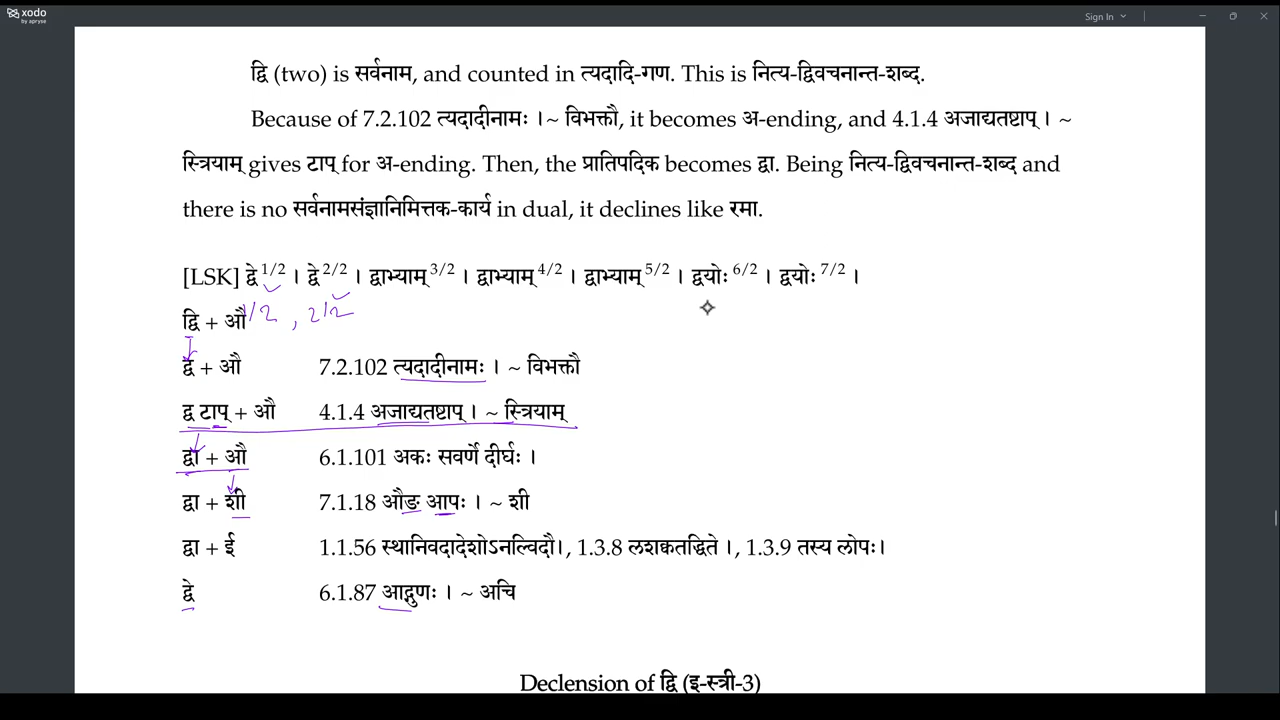 xodo
by apryse
Sign In
द्वि (two) is सर्वनाम, and counted in त्यदादि-गण. This is नित्य-द्विवचनान्त-शब्द.
Because of 7.2.102 त्यदादीनामः । ~ विभक्तौ, it becomes अ-ending, and 4.1.4 अजाद्यतष्टाप् । ~
स्त्रियाम् gives टाप् for अ-ending. Then, the प्रातिपदिक becomes द्वा. Being नित्य-द्विवचनान्त-शब्द and
there is no सर्वनामसंज्ञानिमित्तक-कार्य in dual, it declines like रमा.
[LSK] द्वे 1/2 । द्वे 2/2 । द्वाभ्याम् 3/2 । द्वाभ्याम् 4/2 । द्वाभ्याम् 5/2 । द्वयोः 6/2 । द्वयोः 7/2 ।
द्वि + औ 1/2 , 2/2
द्व + औ 7.2.102 त्यदादीनामः । ~ विभक्तौ
द्व टाप् + औ 4.1.4 अजाद्यतष्टाप् । ~ स्त्रियाम्
द्वा + औ 6.1.101 अकः सवर्णे दीर्घः ।
द्वा + शी 7.1.18 औङ आपः । ~ शी
द्वा + ई 1.1.56 स्थानिवदादेशोऽनल्विधौ।, 1.3.8 लशक्वतद्धिते ।, 1.3.9 तस्य लोपः।
द्वे 6.1.87 आद्गुणः । ~ अचि
Declension of द्वि (इ-स्त्री-3)